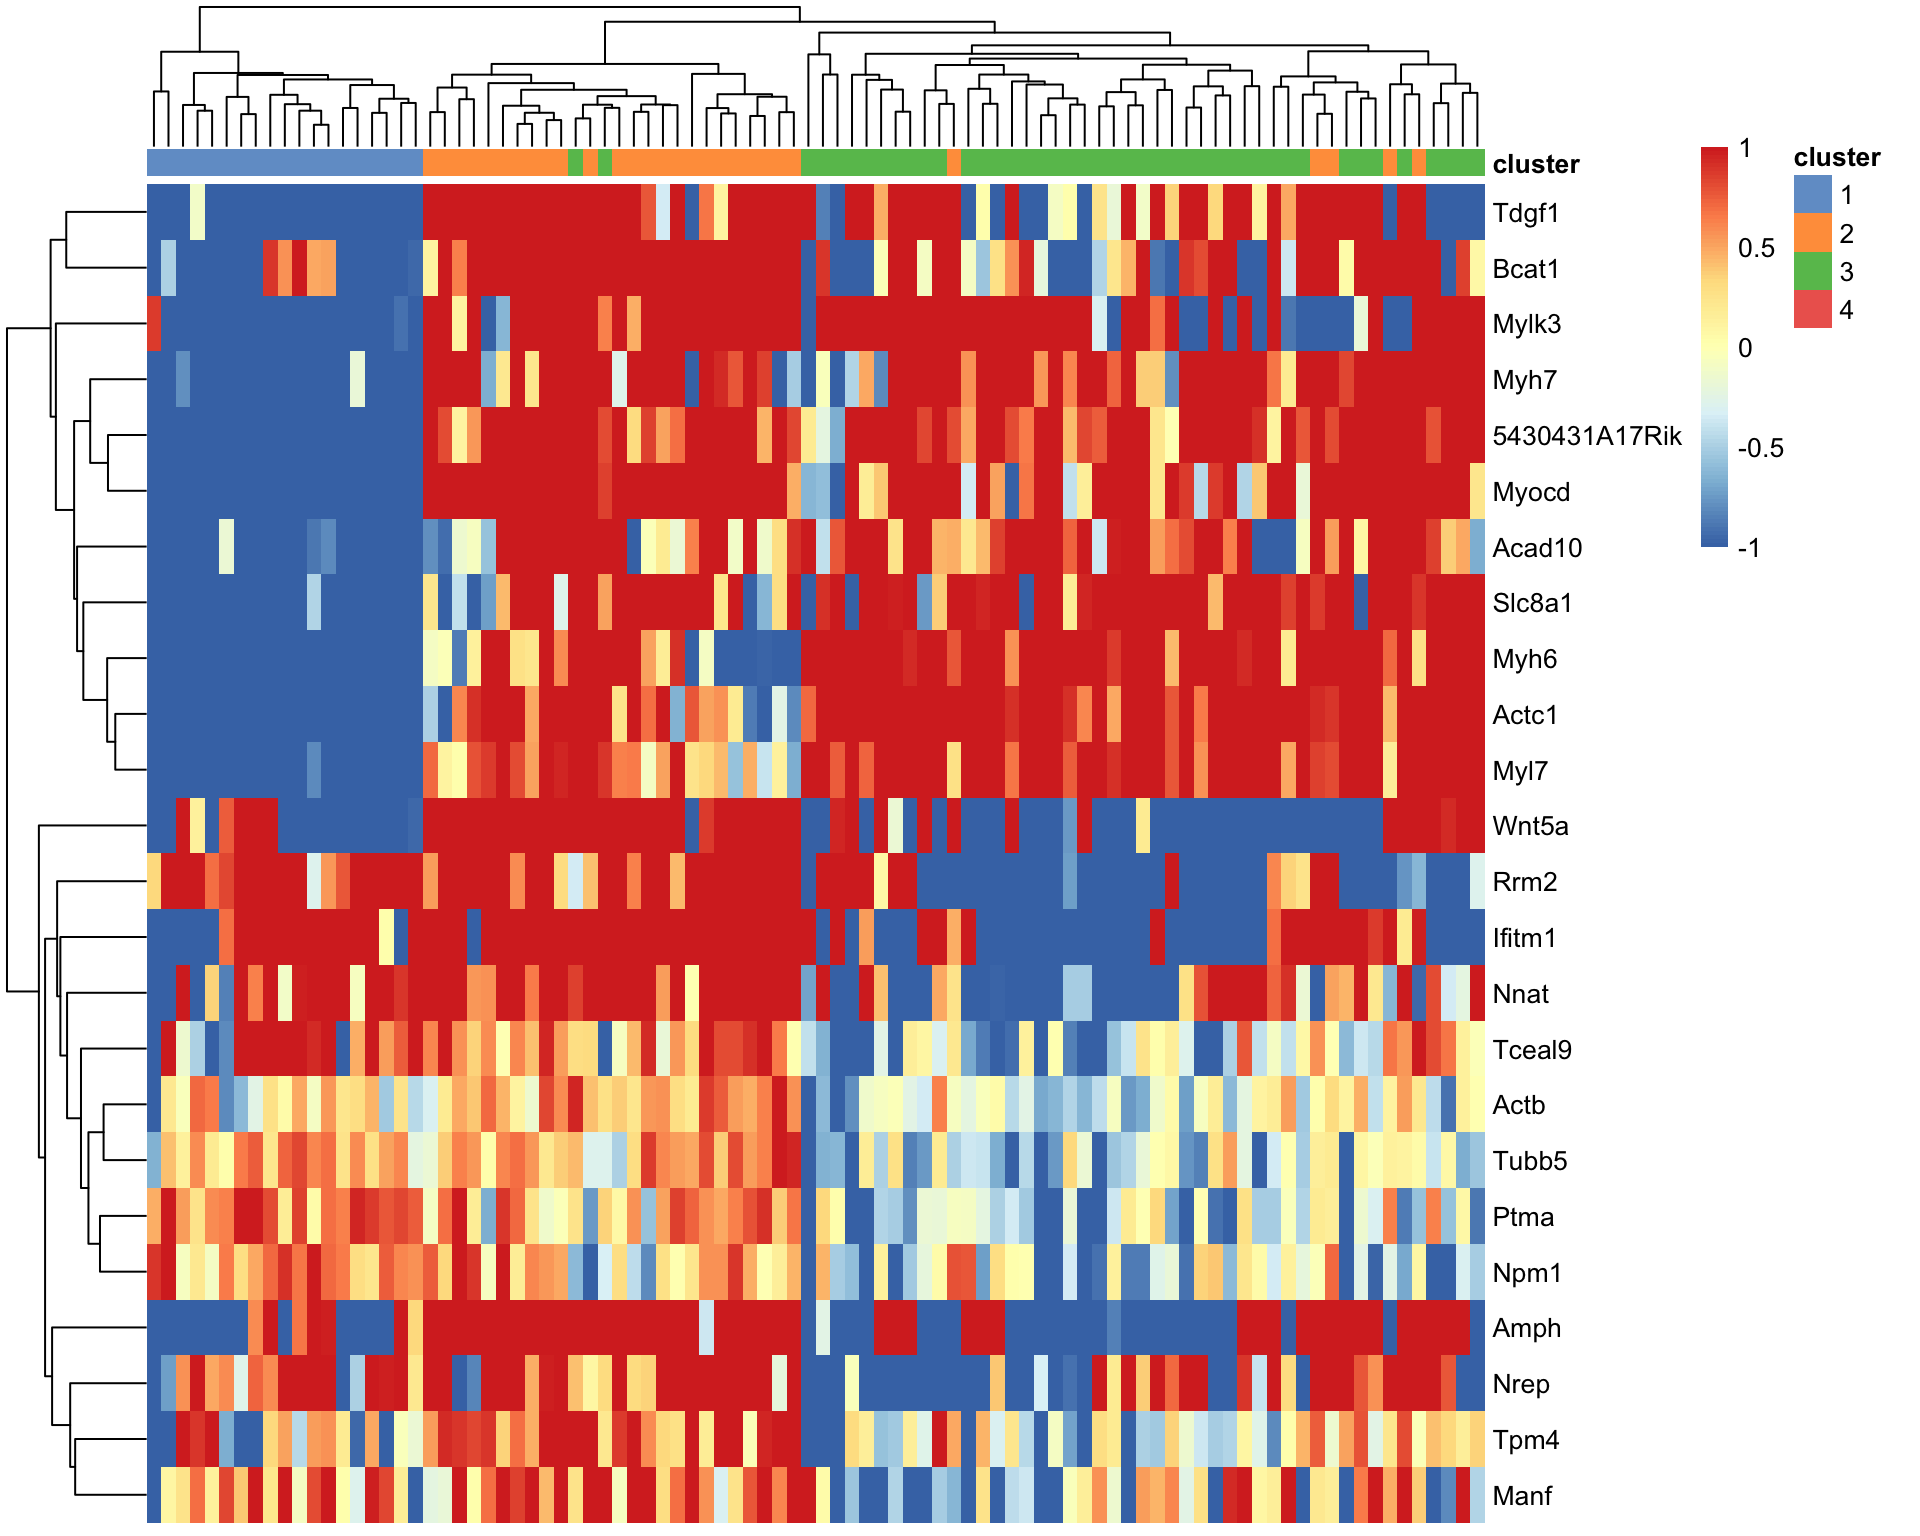 cluster
Tdgf1
Bcat1
Mylk3
Myh7
5430431A17Rik
Myocd
Acad10
Slc8a1
Myh6
Actc1
Myl7
Wnt5a
Rrm2
Ifitm1
Nnat
Tceal9
Actb
Tubb5
Ptma
Npm1
Amph
Nrep
Tpm4
Manf
1
0.5
0
-0.5
-1
cluster
1
2
3
4